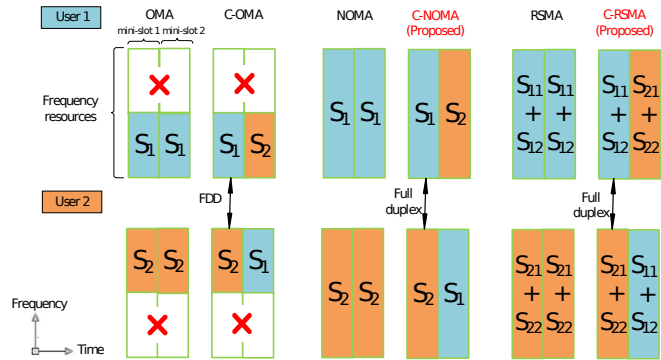 User 1
OMA
C-OMA
NOMA
C-NOMA
(Proposed)
RSMA
C-RSMA
(Proposed)
mini-slot 1
mini-slot 2
Frequency
resources
S1
S1
S1
S2
S1
S1
S1
S2
S11
+
S12
S11
+
S12
S11
+
S12
S21
+
S22
User 2
FDD
Full
duplex
Full
duplex
S2
S2
S2
S1
S2
S2
S2
S1
S21
+
S22
S21
+
S22
S21
+
S22
S11
+
S12
Frequency
Time